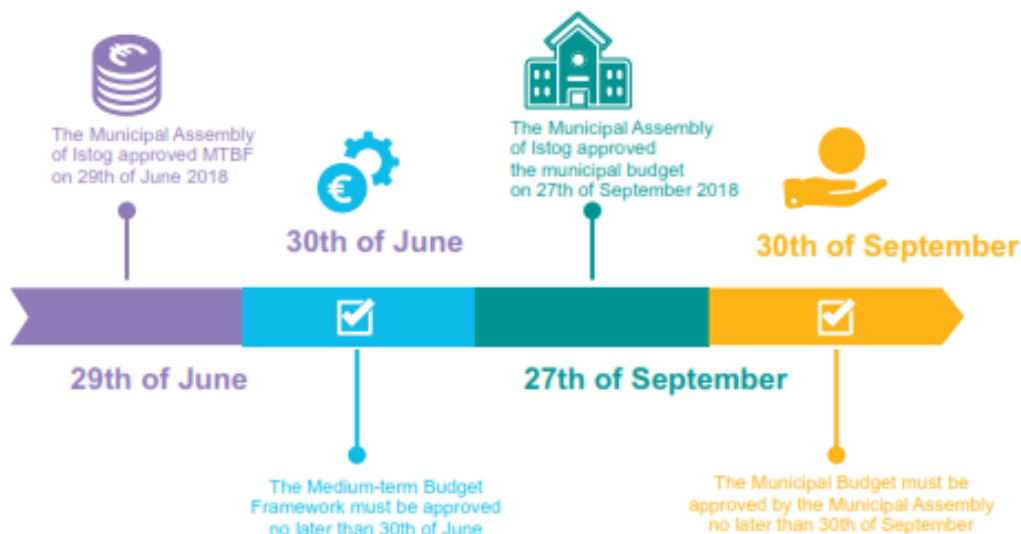 The Municipal Assembly
of Istog approved MTBF
on 29th of June 2018
30th of June
The Municipal Assembly
of Istog approved
the municipal budget
on 27th of September 2018
30th of September
29th of June
27th of September
The Medium-term Budget
Framework must be approved
no later than 30th of June
The Municipal Budget must be
approved by the Municipal Assembly
no later than 30th of September